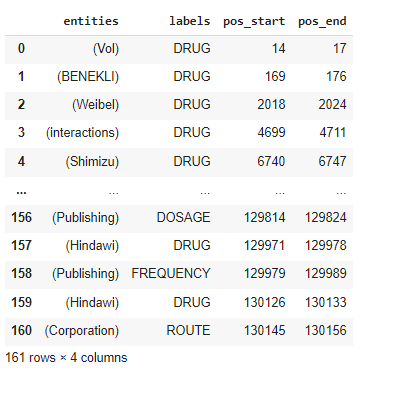 entities labels pos_start pos_end
0 (Vol) DRUG 14 17
1 (BENEKLI) DRUG 169 176
2 (Weibel) DRUG 2018 2024
3 (interactions) DRUG 4699 4711
4 (Shimizu) DRUG 6740 6747
... ... ... ... ...
156 (Publishing) DOSAGE 129814 129824
157 (Hindawi) DRUG 129971 129978
158 (Publishing) FREQUENCY 129979 129989
159 (Hindawi) DRUG 130126 130133
160 (Corporation) ROUTE 130145 130156
161 rows × 4 columns